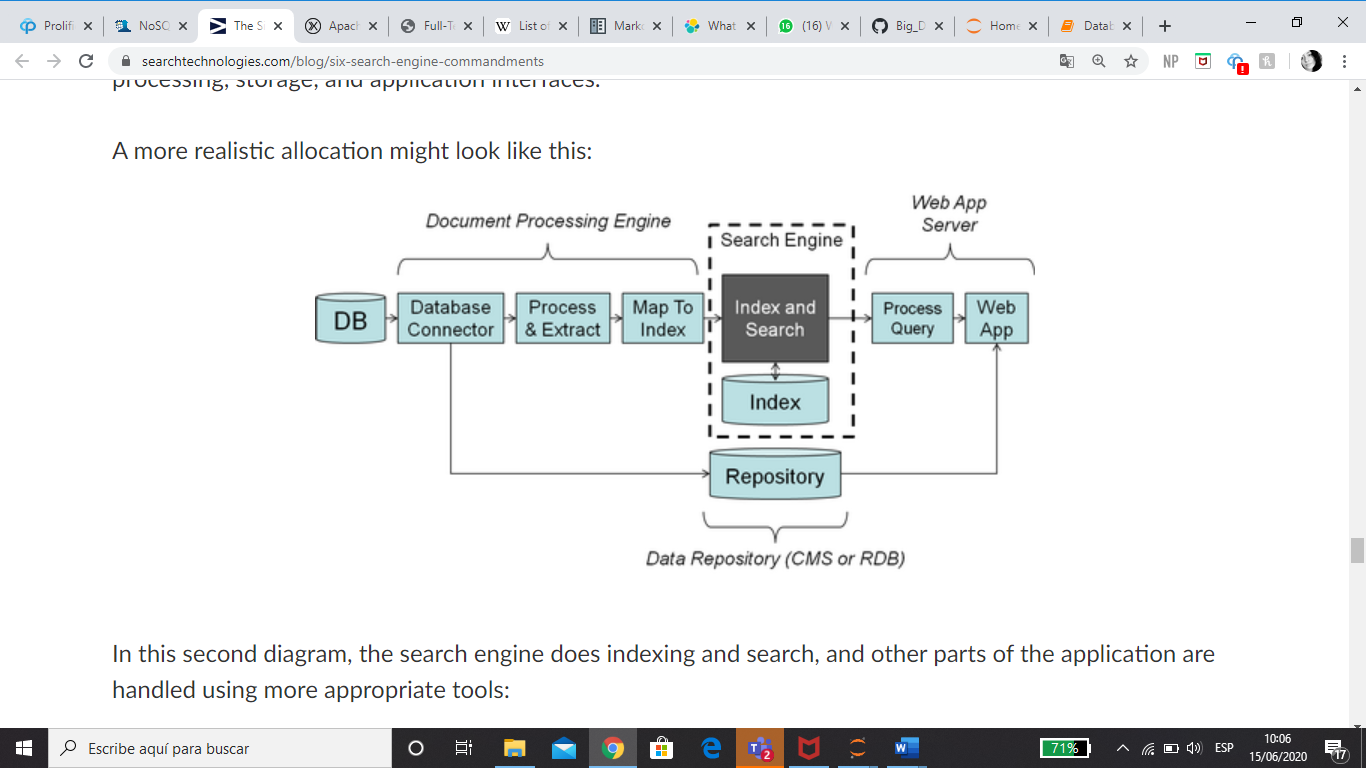 Prolifi
NoSQ
The Se
Apach
Full-Te
List of
Marke
What
16
(16) W
Big_D
Home
Datab
searchtechnologies.com/blog/six-search-engine-commandments
NP
processing, storage, and application interfaces.
A more realistic allocation might look like this:
Document Processing Engine
Web App
Server
Search Engine
DB
Database
Connector
Process
& Extract
Map To
Index
Index and
Search
Process
Query
Web
App
Index
Repository
Data Repository (CMS or RDB)
In this second diagram, the search engine does indexing and search, and other parts of the application are
handled using more appropriate tools:
Escribe aquí para buscar
2
71%
ESP
10:06
15/06/2020
17